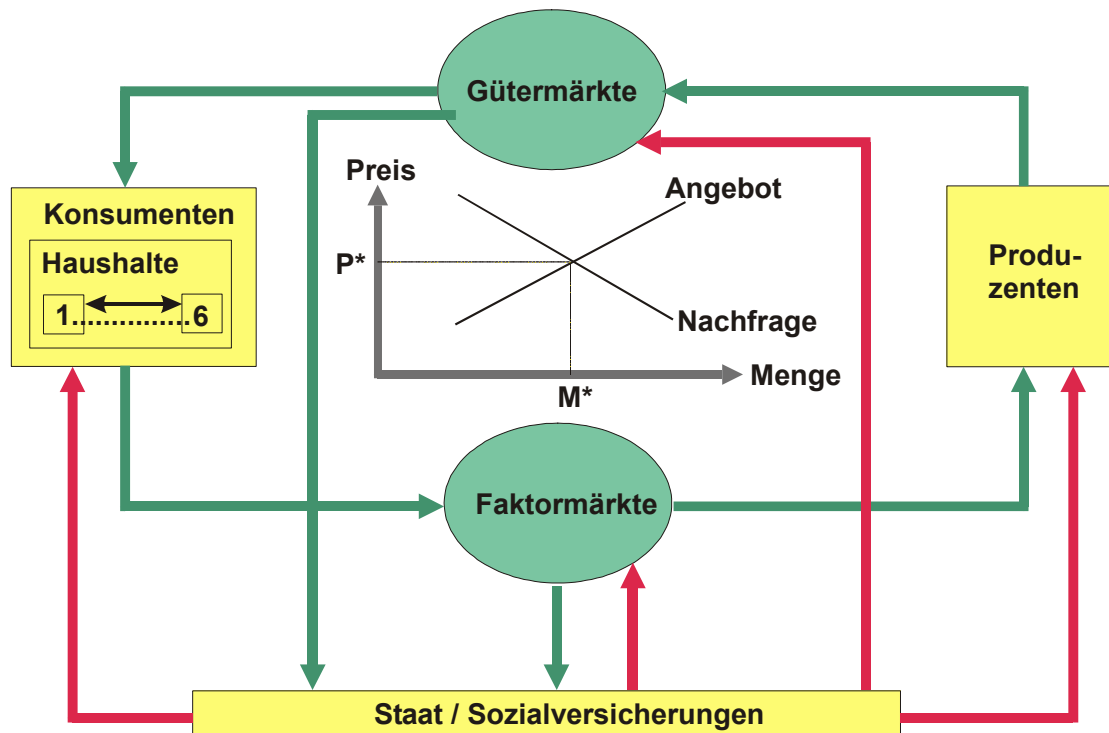 Gütermärkte
Preis
Angebot
Konsumenten
Haushalte
1...............6
P*
Produ-
zenten
Nachfrage
Menge
M*
Faktormärkte
Staat / Sozialversicherungen